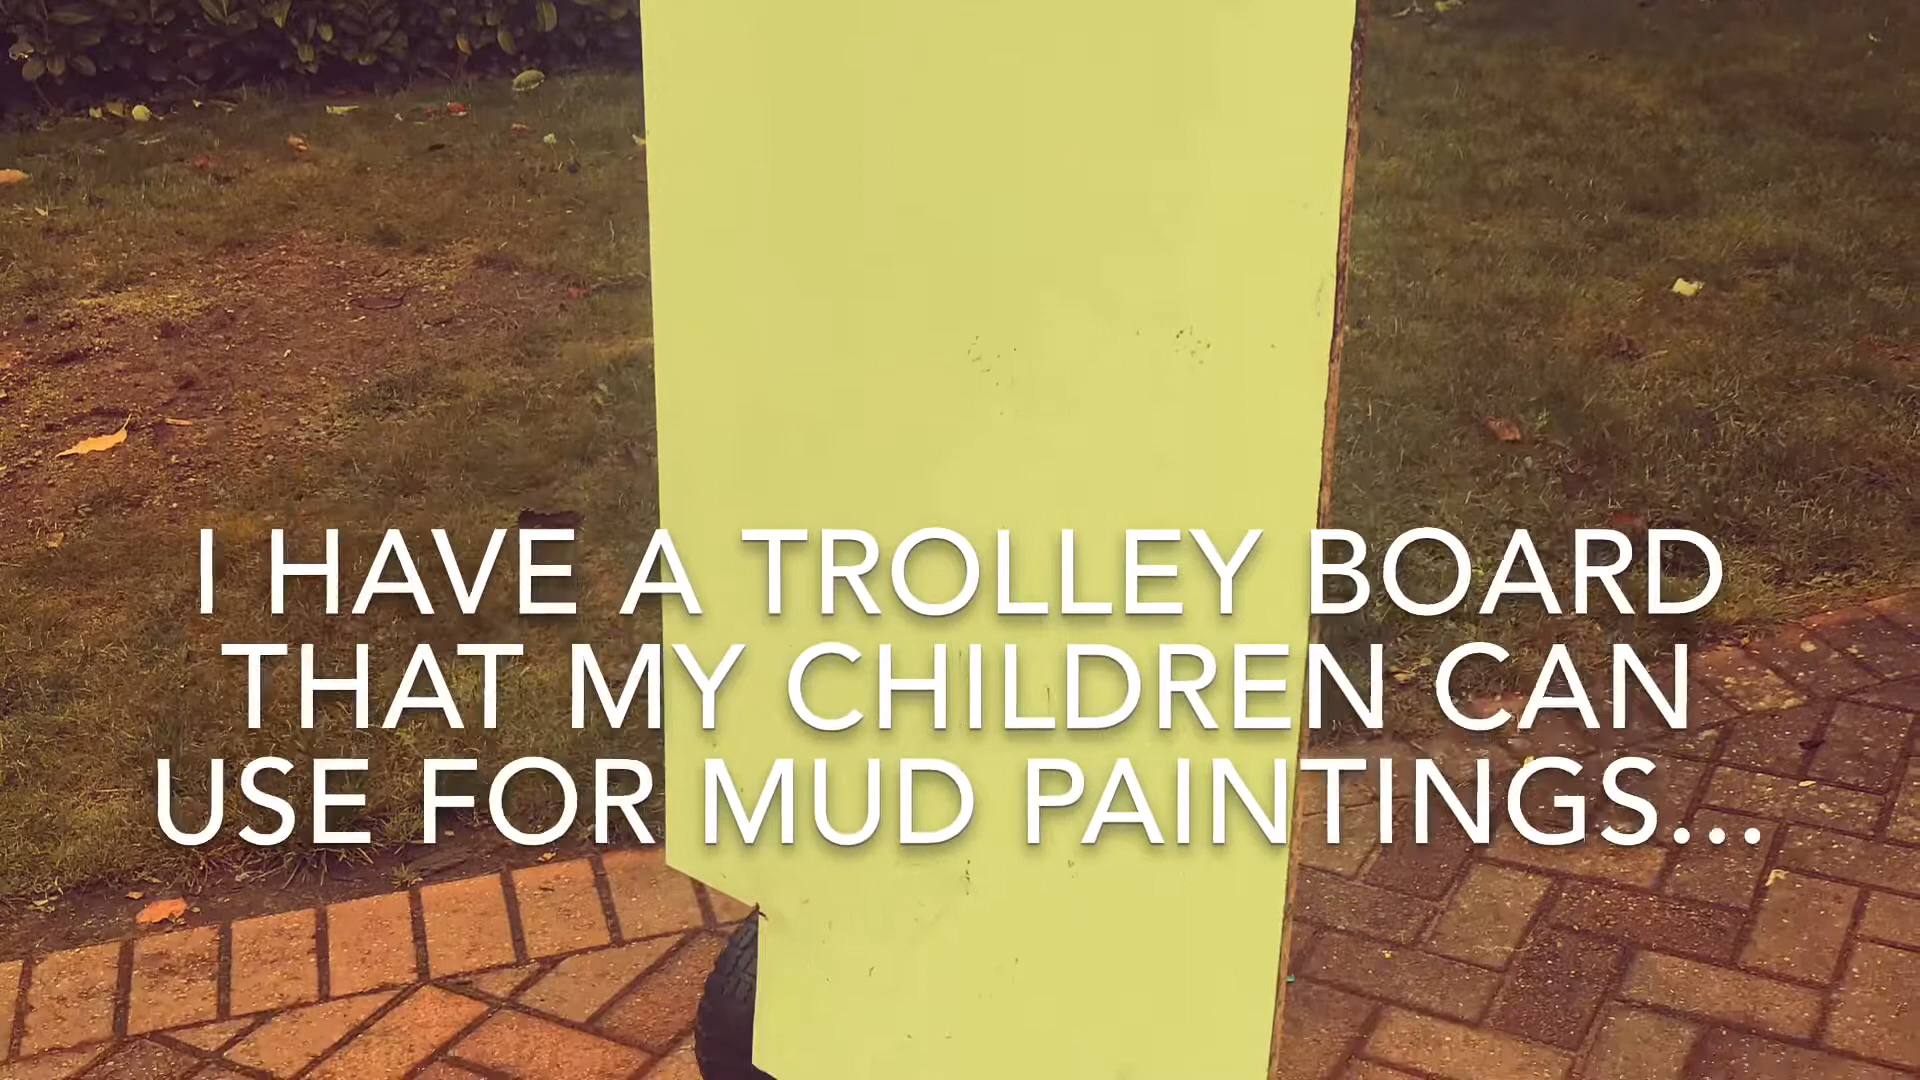 I HAVE A TROLLEY BOARD
THAT MY CHILDREN CAN
USE FOR MUD PAINTINGS...